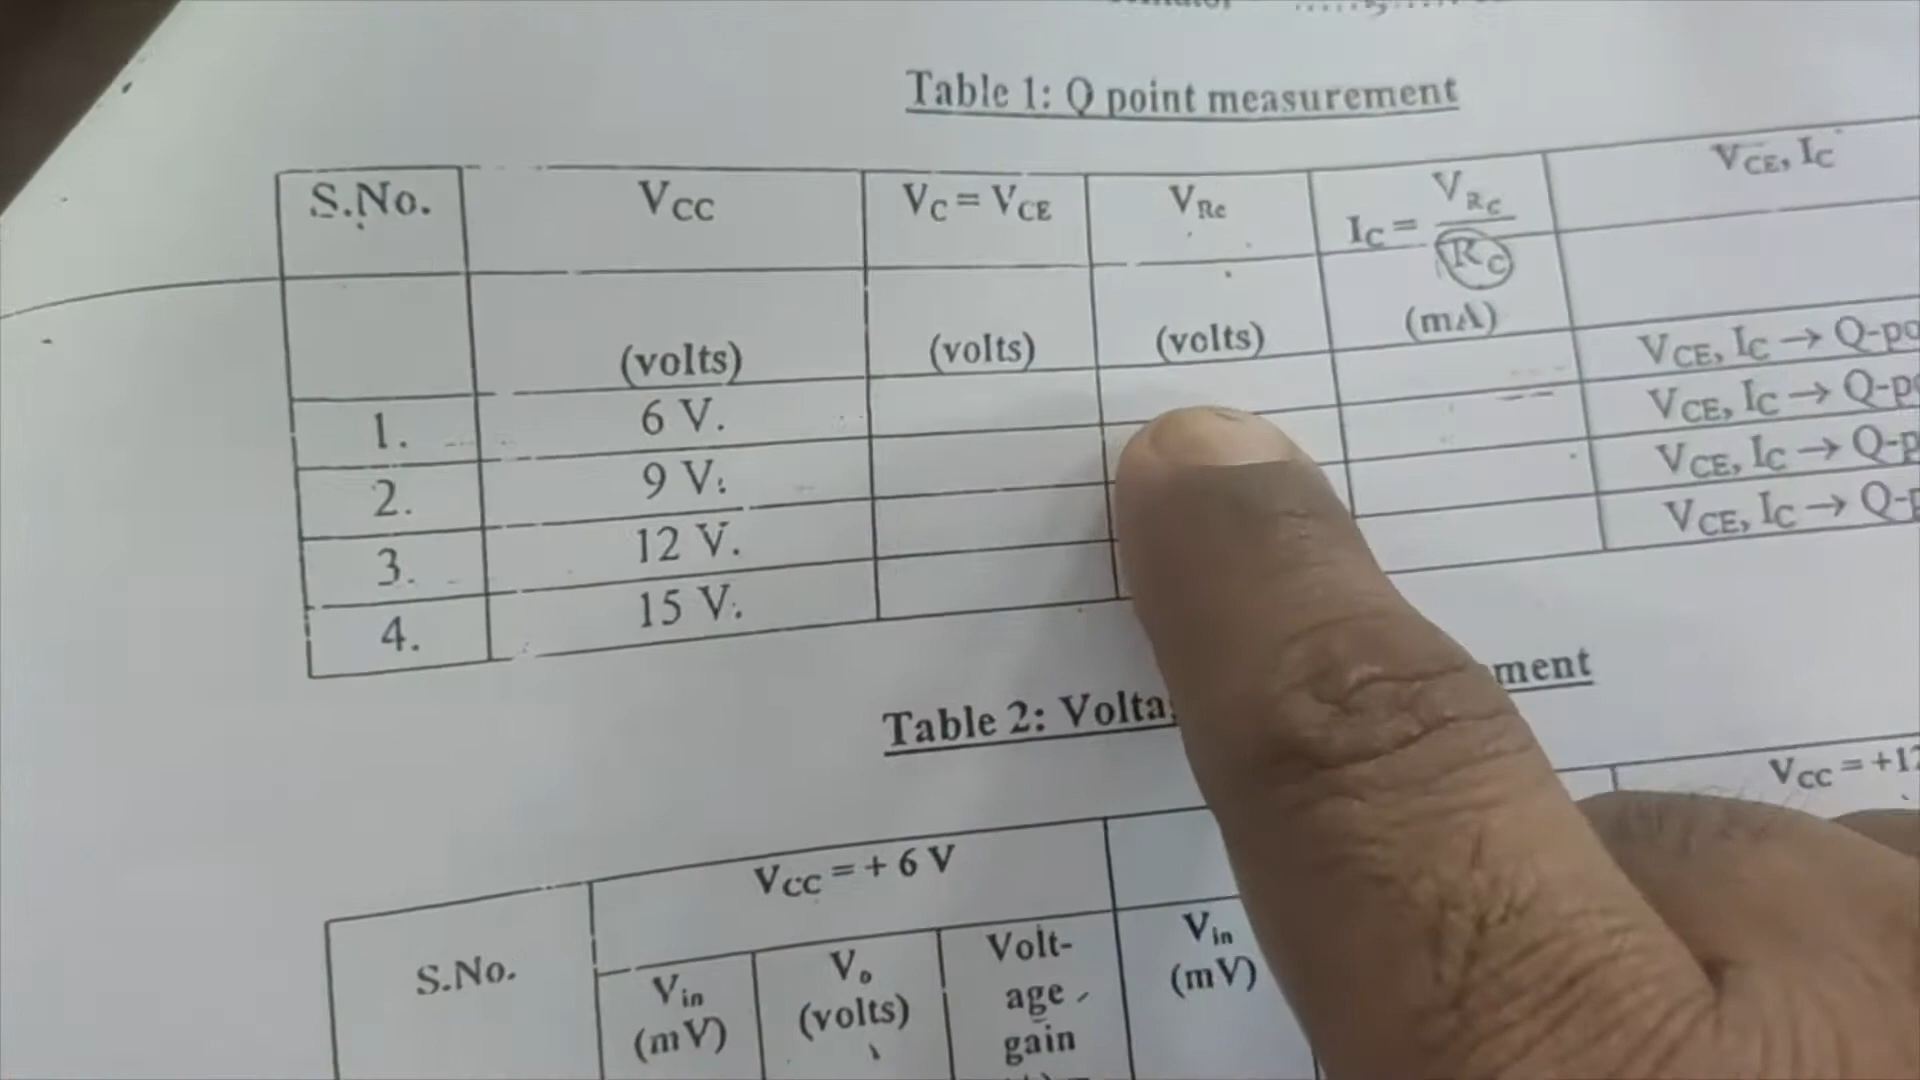 Table 1: Q point measurement
S.No. VCC VC = VCE VRc IC = VRC / RC VCE, IC
(volts) (volts) (volts) (mA)
1. 6 V. VCE, IC → Q-po
2. 9 V. VCE, IC → Q-po
3. 12 V. VCE, IC → Q-p
4. 15 V. VCE, IC → Q-p
Table 2: Volta ment
S.No. VCC = + 6 V VCC = +12
Vin (mV) Vo (volts) Volt-age gain Vin (mV)